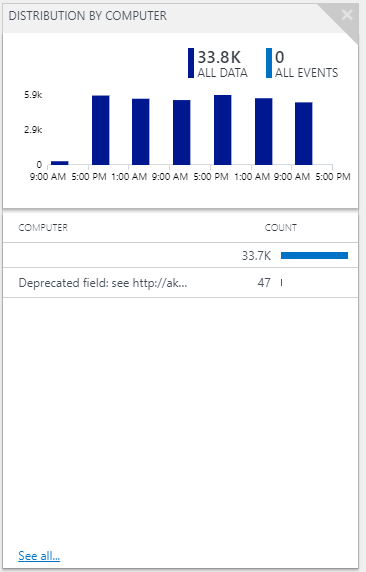 DISTRIBUTION BY COMPUTER
33.8K 0
ALL DATA ALL EVENTS
5.9k
2.9k
0
9:00 AM 5:00 PM 1:00 AM 9:00 AM 5:00 PM 1:00 AM 9:00 AM 5:00 PM
COMPUTER COUNT
33.7K
Deprecated field: see http://ak... 47
See all...